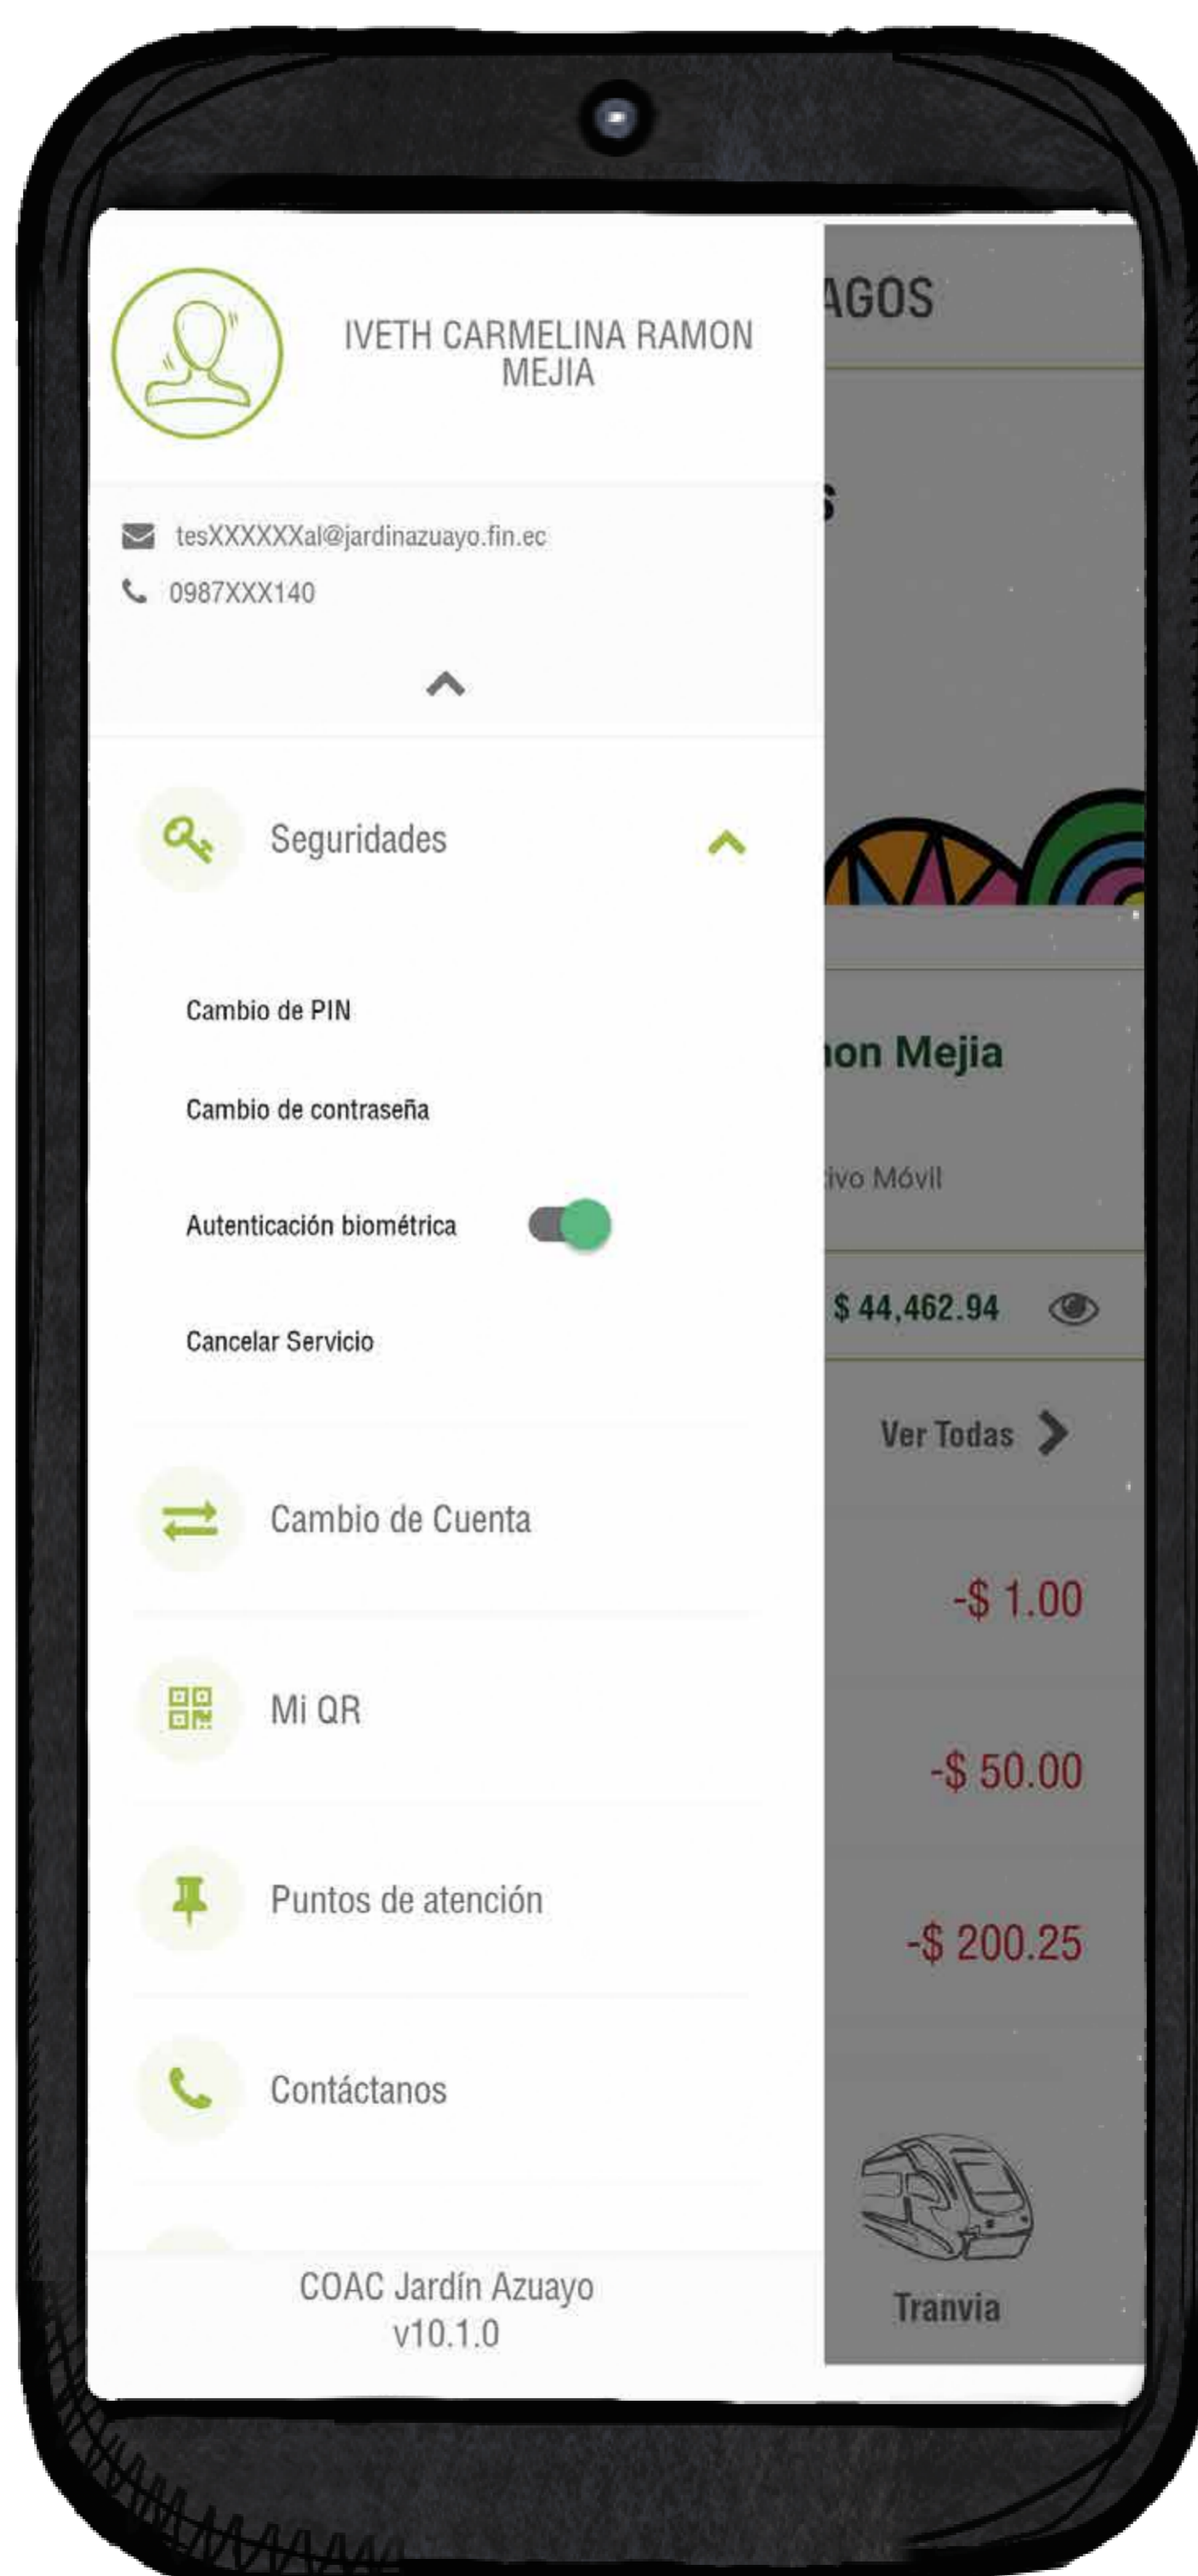 IVETH CARMELINA RAMON
MEJIA
tesXXXXXXal@jardinazuayo.fin.ec
0987XXX140
Seguridades
Cambio de PIN
Cambio de contraseña
Autenticación biométrica
Cancelar Servicio
Cambio de Cuenta
Mi QR
Puntos de atención
Contáctanos
COAC Jardín Azuayo
v10.1.0
AGOS
s
on Mejia
ivo Móvil
$ 44,462.94
Ver Todas
-$ 1.00
-$ 50.00
-$ 200.25
Tranvia